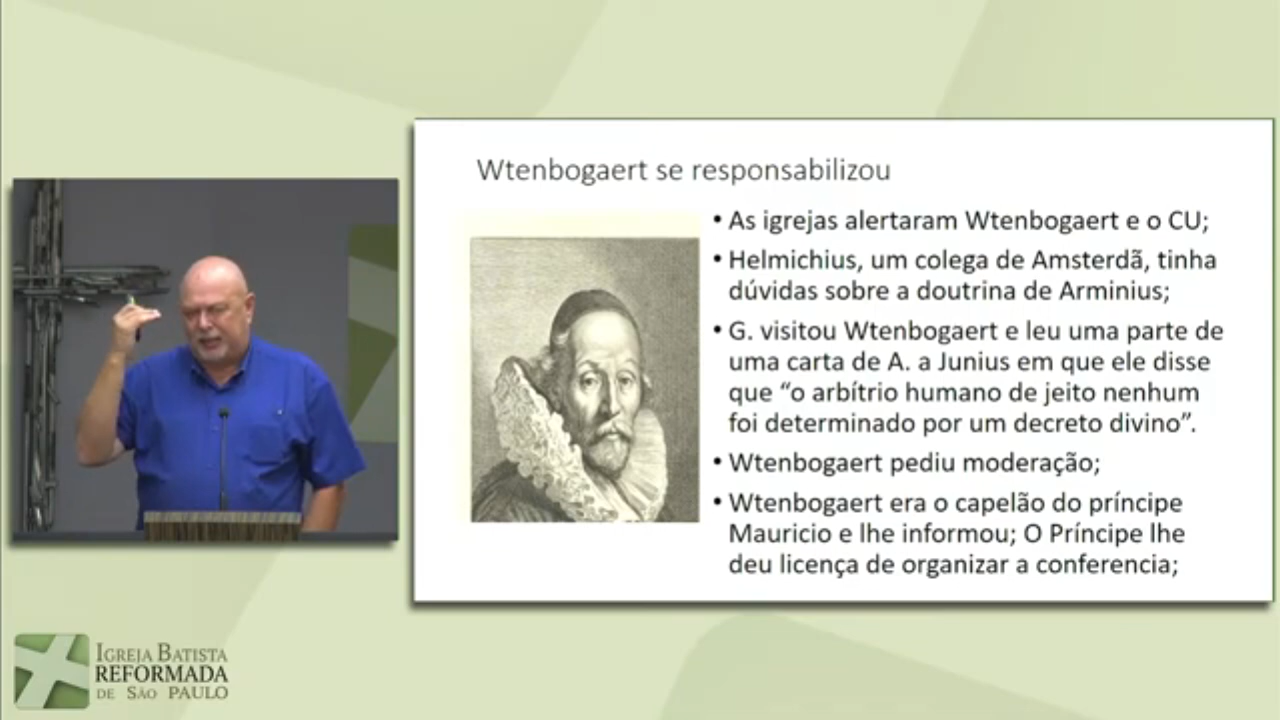 Wtenbogaert se responsabilizou
• As igrejas alertaram Wtenbogaert e o CU;
• Helmichius, um colega de Amsterdã, tinha
dúvidas sobre a doutrina de Arminius;
• G. visitou Wtenbogaert e leu uma parte de
uma carta de A. a Junius em que ele disse
que “o arbítrio humano de jeito nenhum
foi determinado por um decreto divino”.
• Wtenbogaert pediu moderação;
• Wtenbogaert era o capelão do príncipe
Mauricio e lhe informou; O Príncipe lhe
deu licença de organizar a conferencia;
IGREJA BATISTA
REFORMADA
DE SÃO PAULO